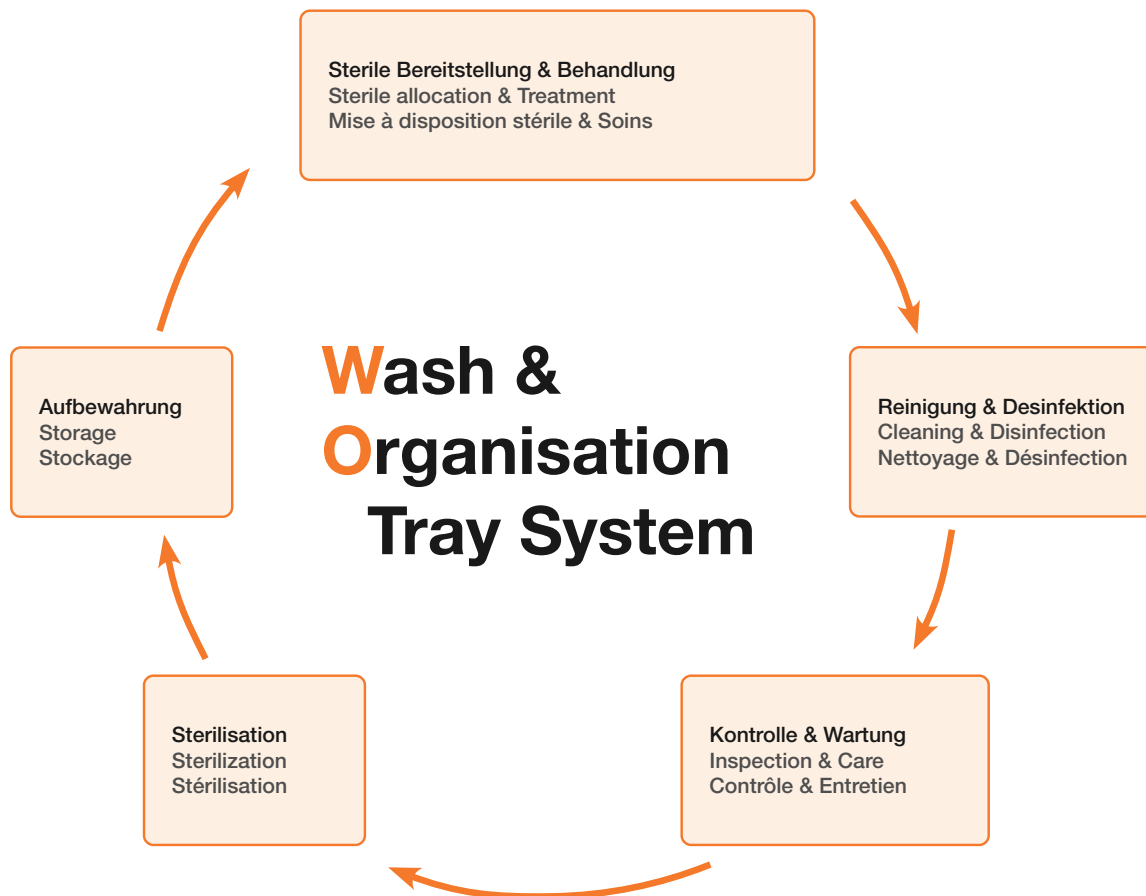 Sterile Bereitstellung & Behandlung
Sterile allocation & Treatment
Mise à disposition stérile & Soins
Wash &
Organisation
Tray System
Aufbewahrung
Storage
Stockage
Reinigung & Desinfektion
Cleaning & Disinfection
Nettoyage & Désinfection
Sterilisation
Sterilization
Stérilisation
Kontrolle & Wartung
Inspection & Care
Contrôle & Entretien